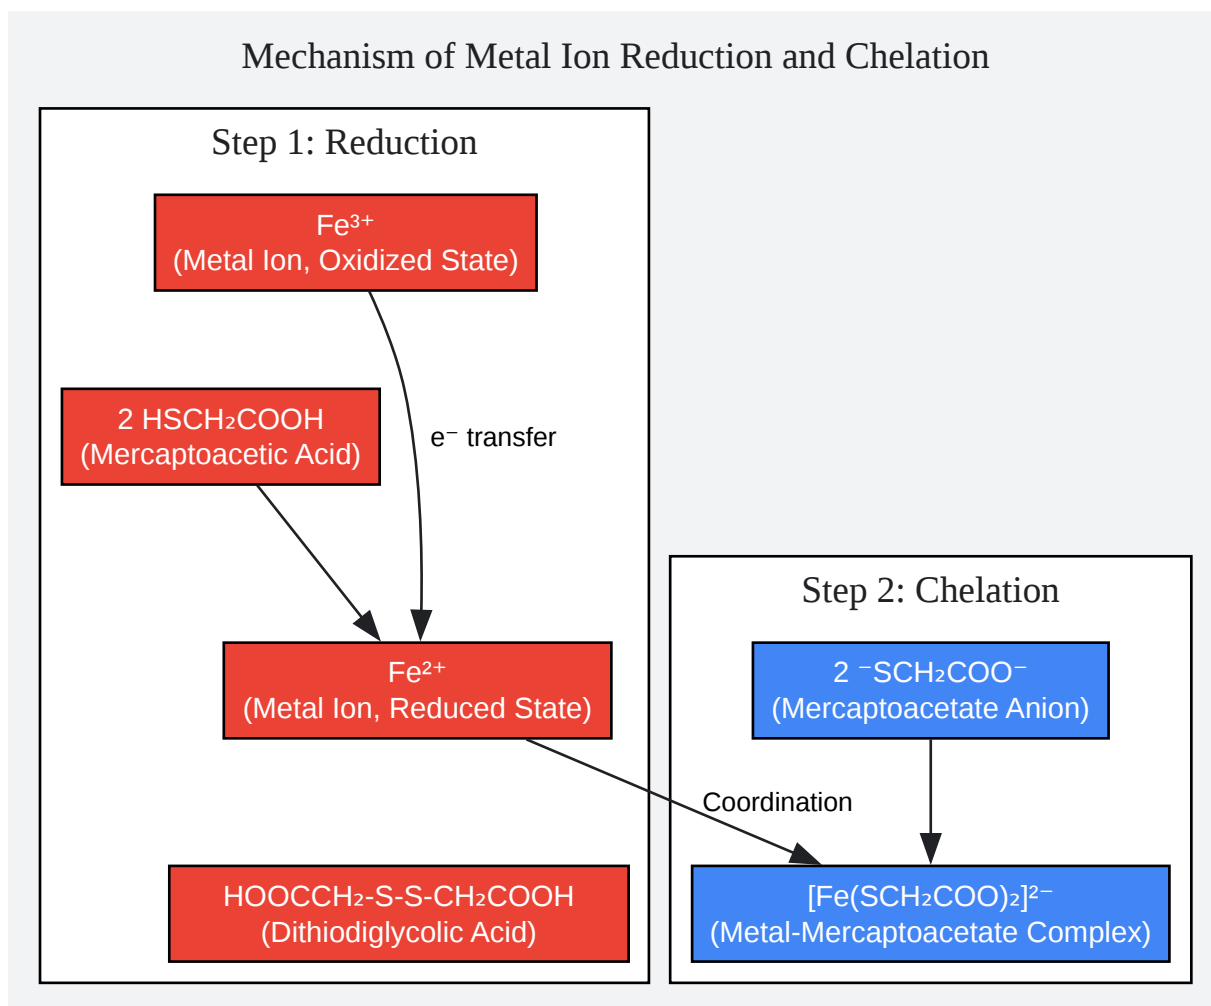 Mechanism of Metal Ion Reduction and Chelation
Step 1: Reduction
Fe³⁺
(Metal Ion, Oxidized State)
2 HSCH₂COOH
(Mercaptoacetic Acid)
e⁻ transfer
Fe²⁺
(Metal Ion, Reduced State)
HOOCCH₂-S-S-CH₂COOH
(Dithiodiglycolic Acid)
Step 2: Chelation
2 ⁻SCH₂COO⁻
(Mercaptoacetate Anion)
Coordination
[Fe(SCH₂COO)₂]²⁻
(Metal-Mercaptoacetate Complex)